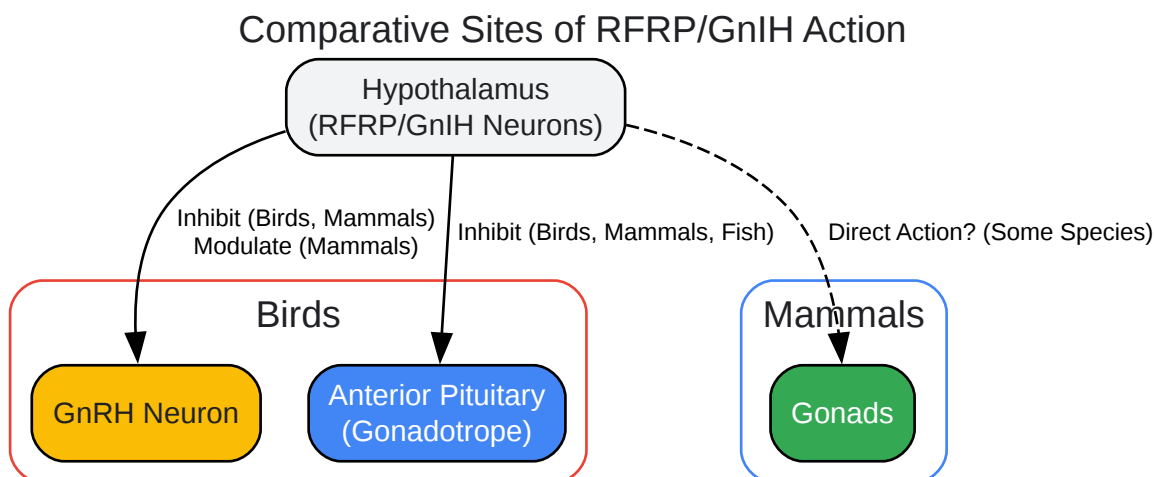 Comparative Sites of RFRP/GnIH Action
Hypothalamus
(RFRP/GnIH Neurons)
Inhibit (Birds, Mammals)
Modulate (Mammals)
Inhibit (Birds, Mammals, Fish)
Direct Action? (Some Species)
Birds
Mammals
GnRH Neuron
Anterior Pituitary
(Gonadotrope)
Gonads